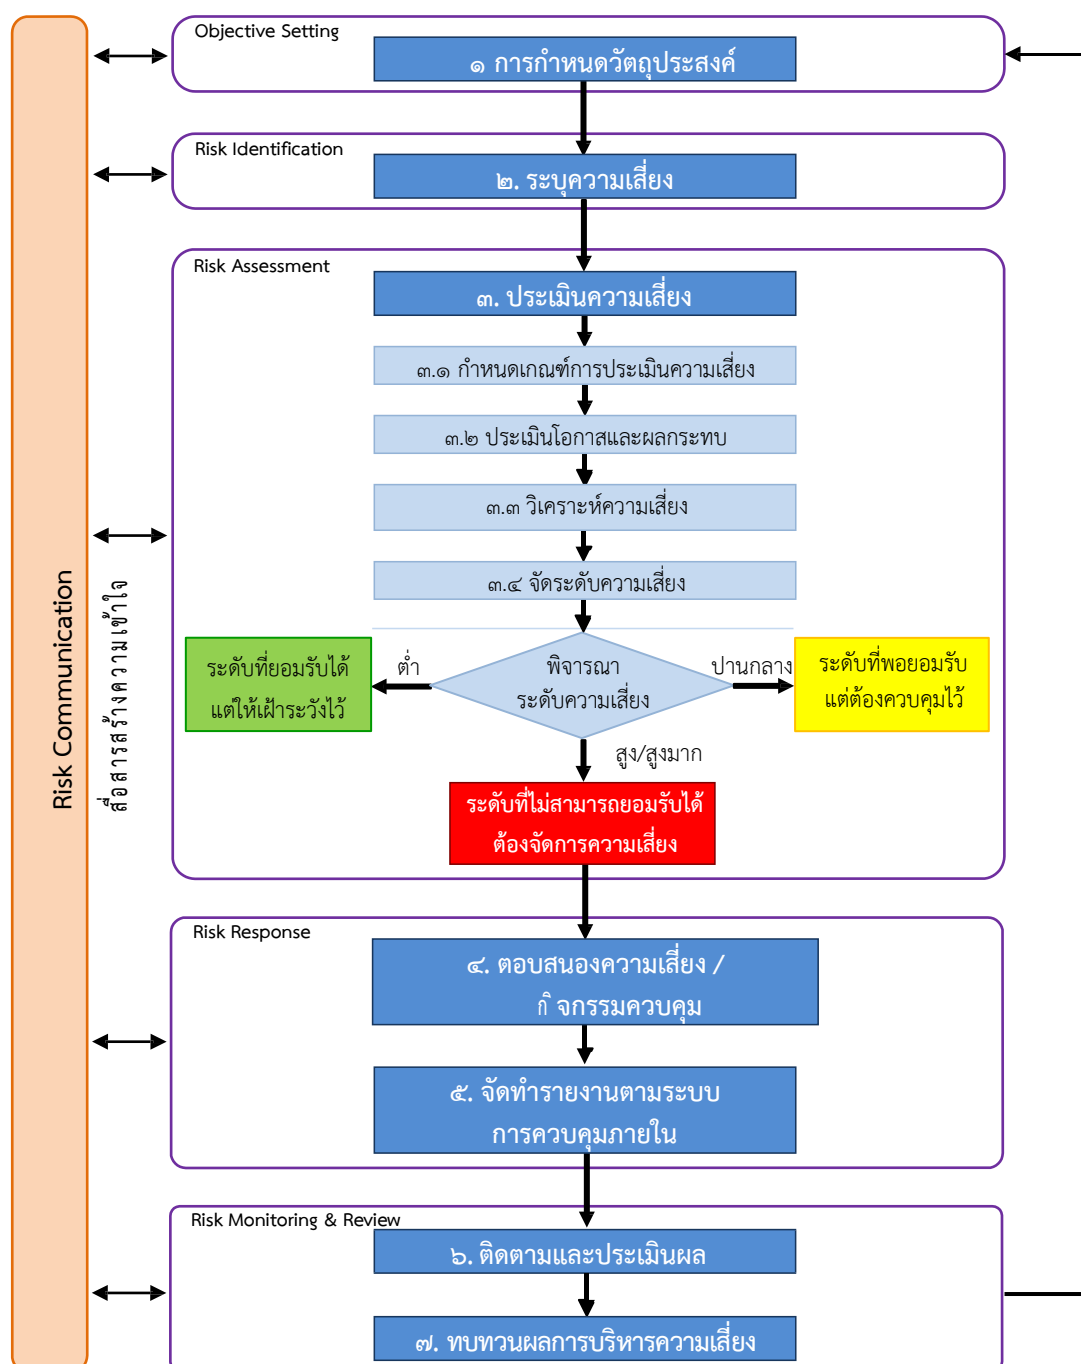 Objective Setting
๑ การกำหนดวัตถุประสงค์
Risk Identification
๒. ระบุความเสี่ยง
Risk Assessment
๓. ประเมินความเสี่ยง
๓.๑ กำหนดเกณฑ์การประเมินความเสี่ยง
๓.๒ ประเมินโอกาสและผลกระทบ
๓.๓ วิเคราะห์ความเสี่ยง
๓.๔ จัดระดับความเสี่ยง
พิจารณา
ระดับความเสี่ยง
ต่ำ
ระดับที่ยอมรับได้
แต่ให้เฝ้าระวังไว้
ปานกลาง
ระดับที่พอยอมรับ
แต่ต้องควบคุมไว้
สูง/สูงมาก
ระดับที่ไม่สามารถยอมรับได้
ต้องจัดการความเสี่ยง
Risk Response
๔. ตอบสนองความเสี่ยง /
กิจกรรมควบคุม
๕. จัดทำรายงานตามระบบ
การควบคุมภายใน
Risk Monitoring & Review
๖. ติดตามและประเมินผล
๗. ทบทวนผลการบริหารความเสี่ยง
Risk Communication
สื่อสารสร้างความเข้าใจ